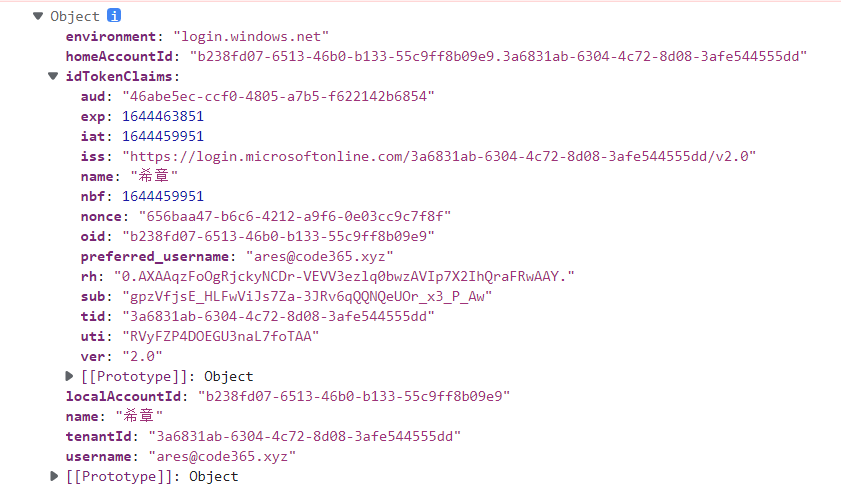 Object i
environment: "login.windows.net"
homeAccountId: "b238fd07-6513-46b0-b133-55c9ff8b09e9.3a6831ab-6304-4c72-8d08-3afe544555dd"
idTokenClaims:
aud: "46abe5ec-ccf0-4805-a7b5-f622142b6854"
exp: 1644463851
iat: 1644459951
iss: "https://login.microsoftonline.com/3a6831ab-6304-4c72-8d08-3afe544555dd/v2.0"
name: "希章"
nbf: 1644459951
nonce: "656baa47-b6c6-4212-a9f6-0e03cc9c7f8f"
oid: "b238fd07-6513-46b0-b133-55c9ff8b09e9"
preferred_username: "ares@code365.xyz"
rh: "0.AXAAqzFoOgRjckyNCDr-VEVV3ezlq0bwzAVIp7X2IhQraFRwAAY."
sub: "gpzVfjsE_HLFwViJs7Za-3JRv6qQQNQeUOr_x3_P_Aw"
tid: "3a6831ab-6304-4c72-8d08-3afe544555dd"
uti: "RVyFZP4DOEGU3naL7foTAA"
ver: "2.0"
[[Prototype]]: Object
localAccountId: "b238fd07-6513-46b0-b133-55c9ff8b09e9"
name: "希章"
tenantId: "3a6831ab-6304-4c72-8d08-3afe544555dd"
username: "ares@code365.xyz"
[[Prototype]]: Object